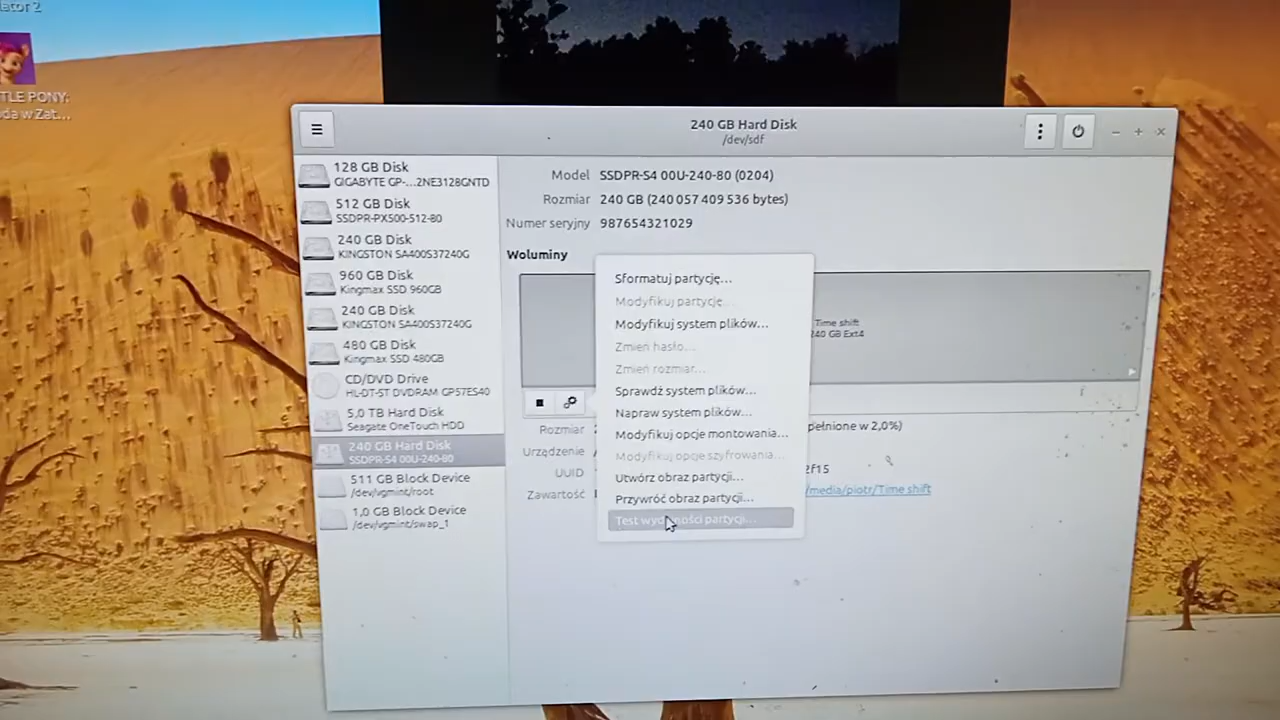 TLE PONY:
240 GB Hard Disk
/dev/sdf
128 GB Disk
GIGABYTE GP-...2NE3128GNTD
512 GB Disk
SSDPR-PX500-512-80
240 GB Disk
KINGSTON SA400S37240G
960 GB Disk
Kingmax SSD 960GB
240 GB Disk
KINGSTON SA400S37240G
480 GB Disk
Kingmax SSD 480GB
CD/DVD Drive
HL-DT-ST DVDRAM GP57ES40
5,0 TB Hard Disk
Seagate OneTouch HDD
240 GB Hard Disk
SSDPR-S4 00U-240-80
511 GB Block Device
/dev/vgmint/root
1,0 GB Block Device
/dev/vgmint/swap_1
Model SSDPR-S4 00U-240-80 (0204)
Rozmiar 240 GB (240 057 409 536 bytes)
Numer seryjny 987654321029
Woluminy
Time shift
240 GB Ext4
Sformatuj partycję...
Modyfikuj partycję...
Modyfikuj system plików...
Zmień hasło...
Zmień rozmiar...
Sprawdź system plików...
Napraw system plików...
Modyfikuj opcje montowania...
Modyfikuj opcje szyfrowania...
Utwórz obraz partycji...
Przywróć obraz partycji...
Test partycji...
Rozmiar
pełnione w 2,0%)
Urządzenie
UUID
2f15
Zawartość
/media/piotr/Time shift